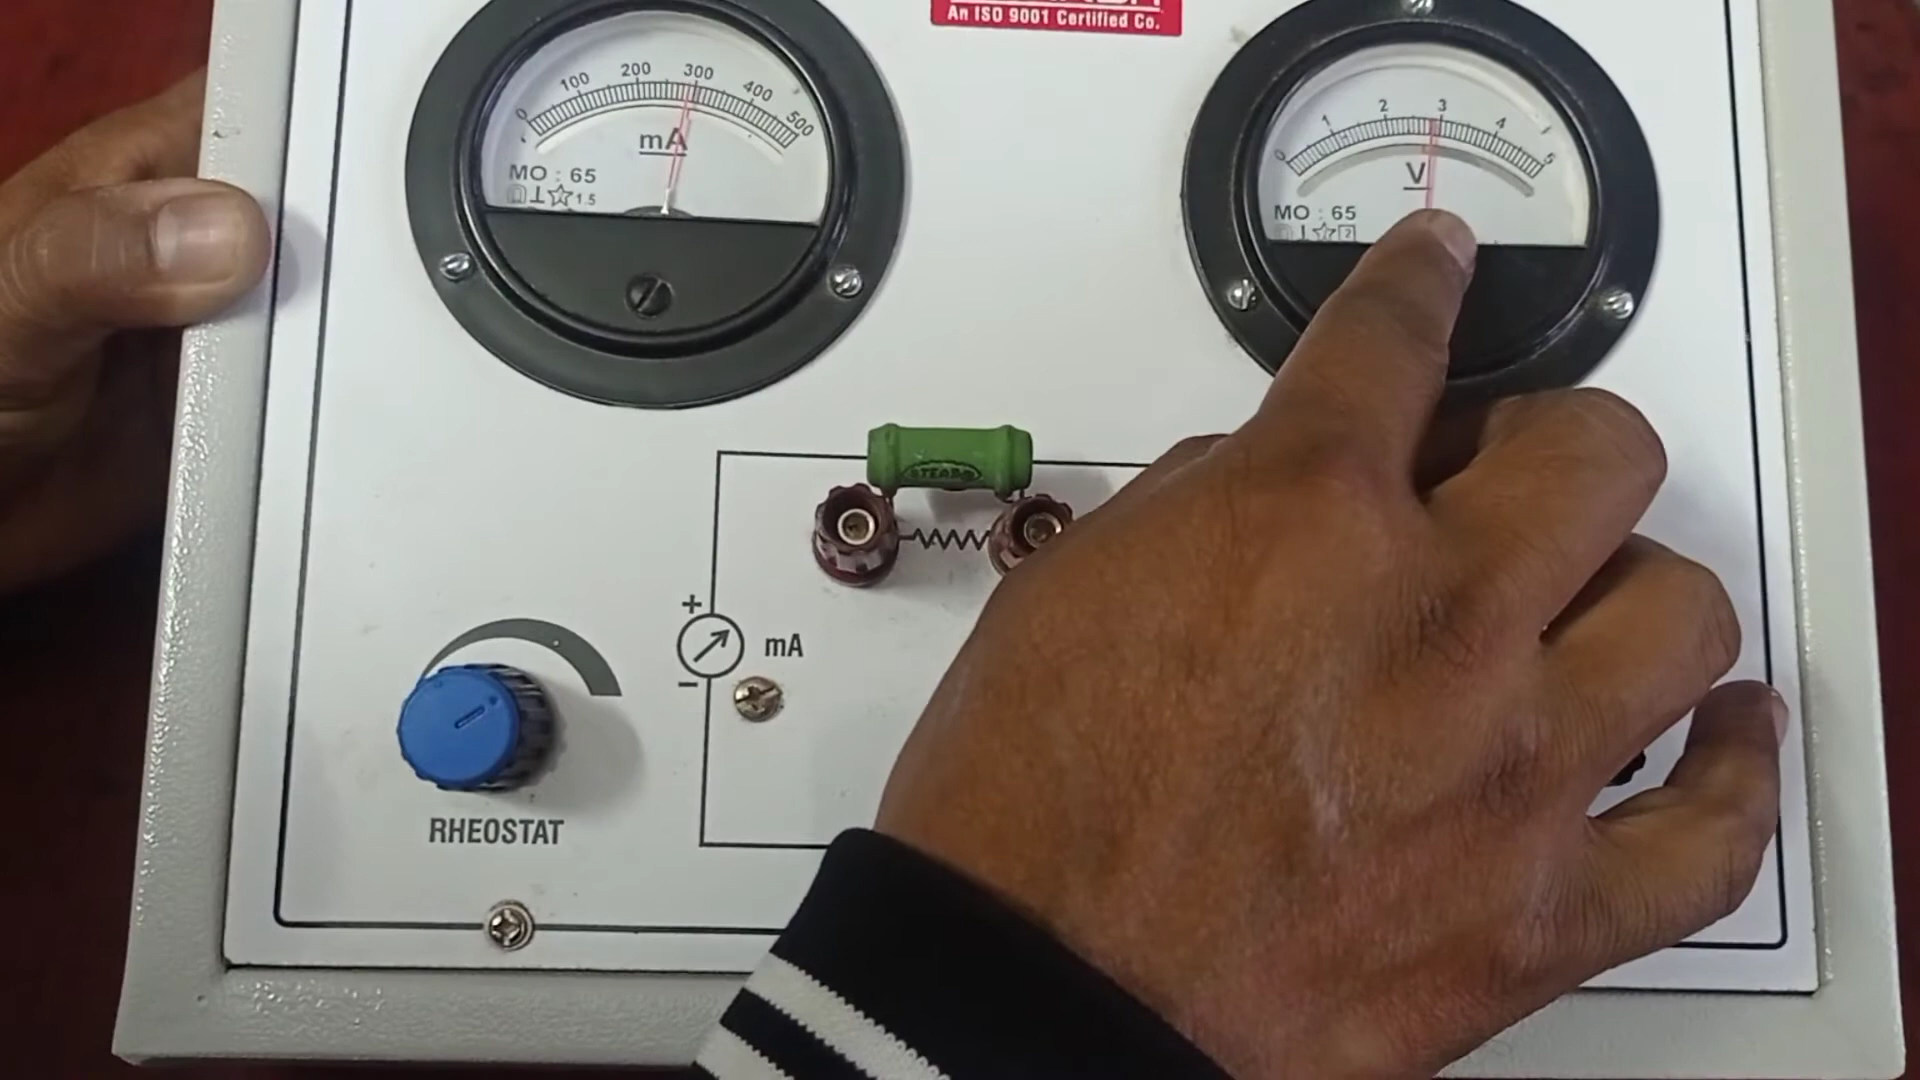 An ISO 9001 Certified Co.
0 100 200 300 400 500
mA
MO : 65
1.5
0 1 2 3 4 5
V
MO : 65
2
+
mA
−
RHEOSTAT